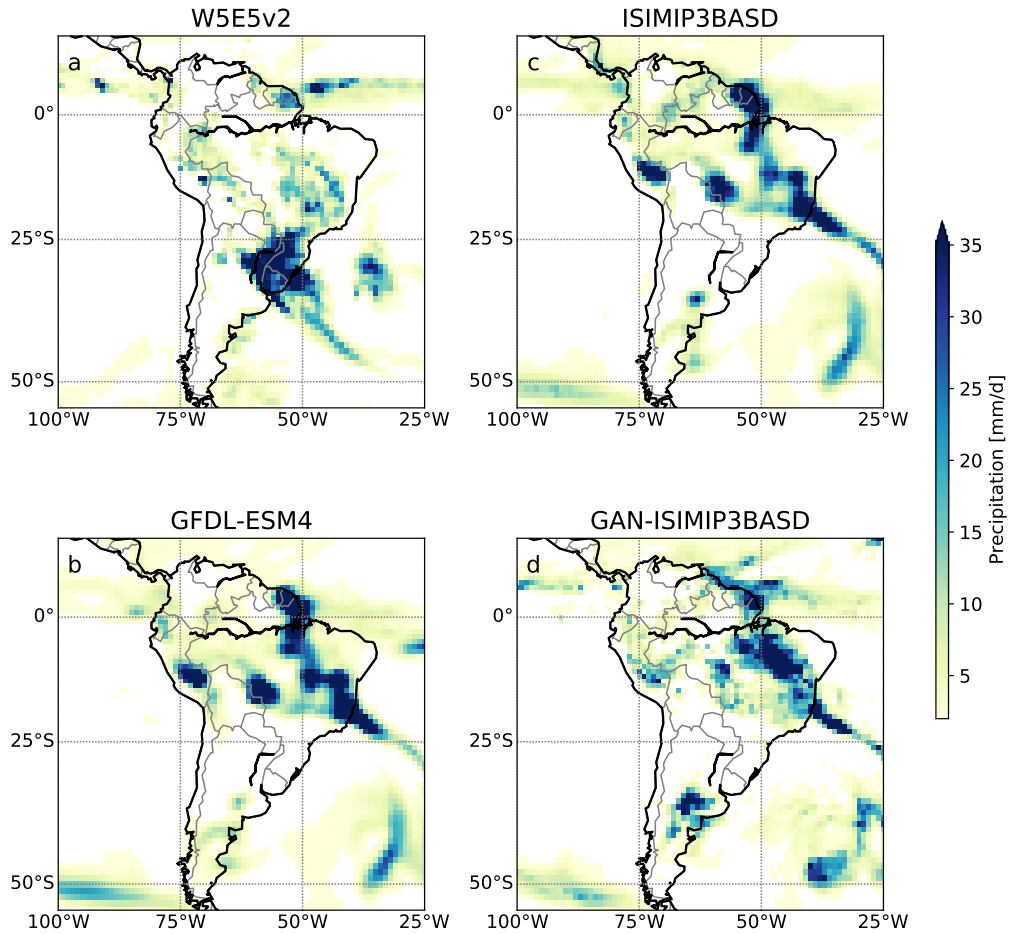 W5E5v2
a
0°
25°S
50°S
100°W 75°W 50°W 25°W
ISIMIP3BASD
c
0°
25°S
50°S
100°W 75°W 50°W 25°W
GFDL-ESM4
b
0°
25°S
50°S
100°W 75°W 50°W 25°W
GAN-ISIMIP3BASD
d
0°
25°S
50°S
100°W 75°W 50°W 25°W
35
30
25
20
15
10
5
Precipitation [mm/d]